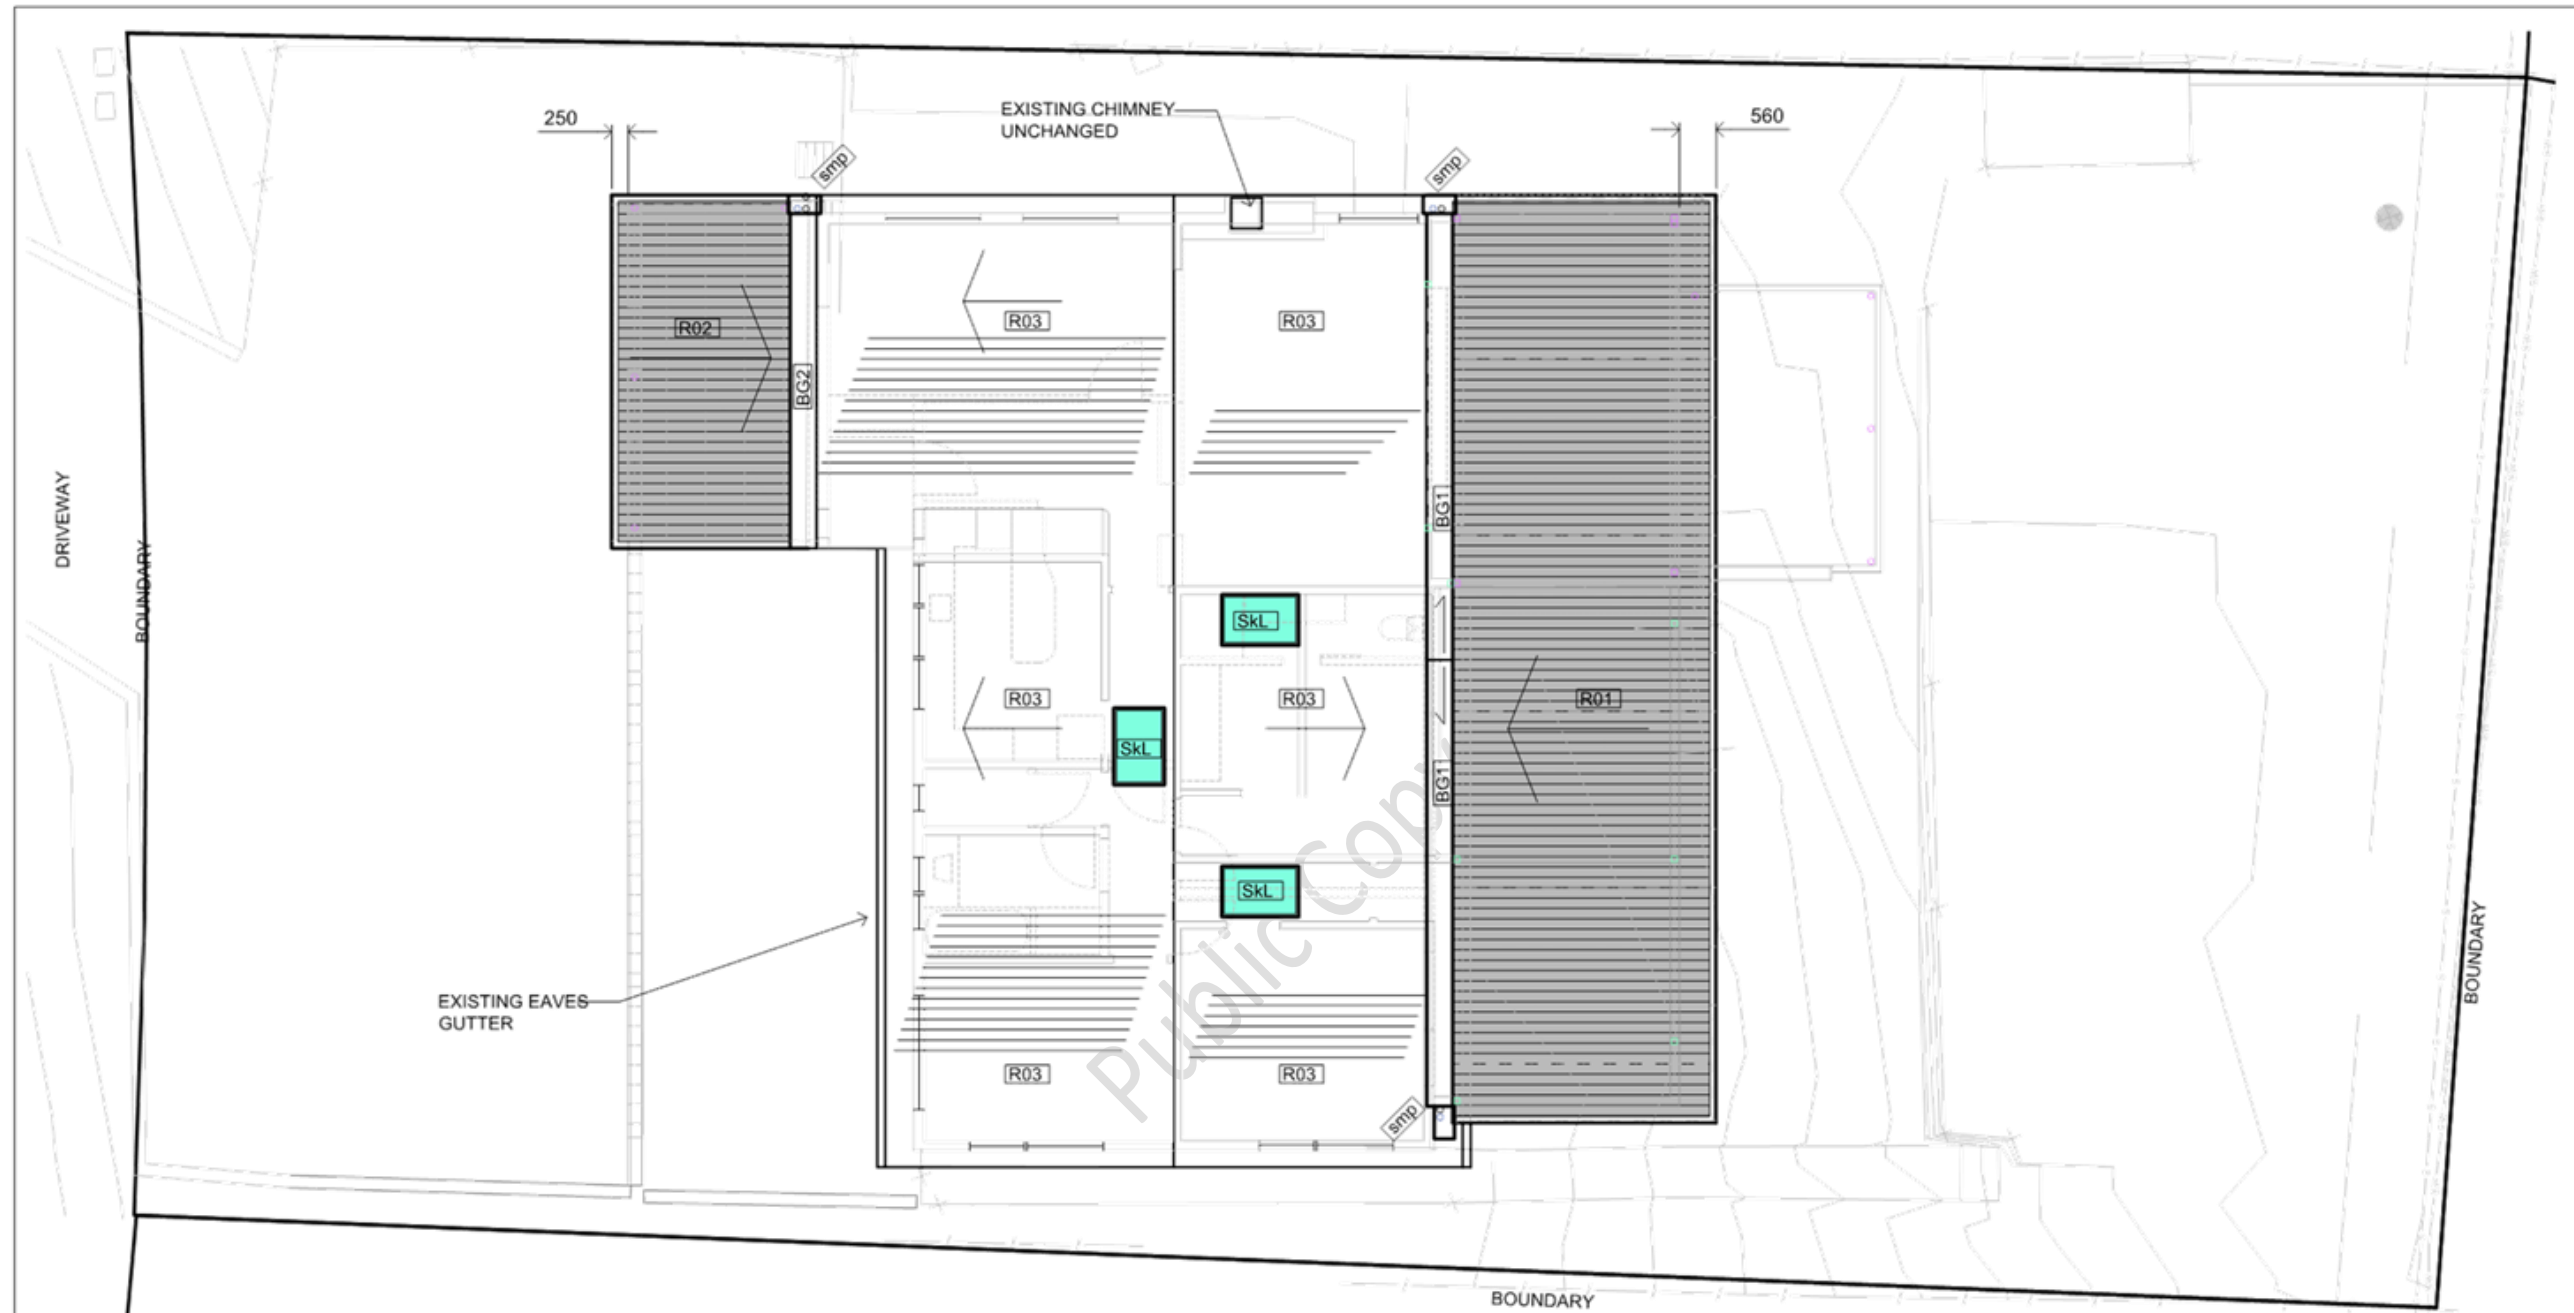 250
EXISTING CHIMNEY
UNCHANGED
560
smp
smp
R02
R03
R03
BG2
DRIVEWAY
BOUNDARY
BG1
SkL
R03
SkL
R03
R01
BG1
SkL
EXISTING EAVES
GUTTER
R03
R03
smp
BOUNDARY
BOUNDARY
Public Copy